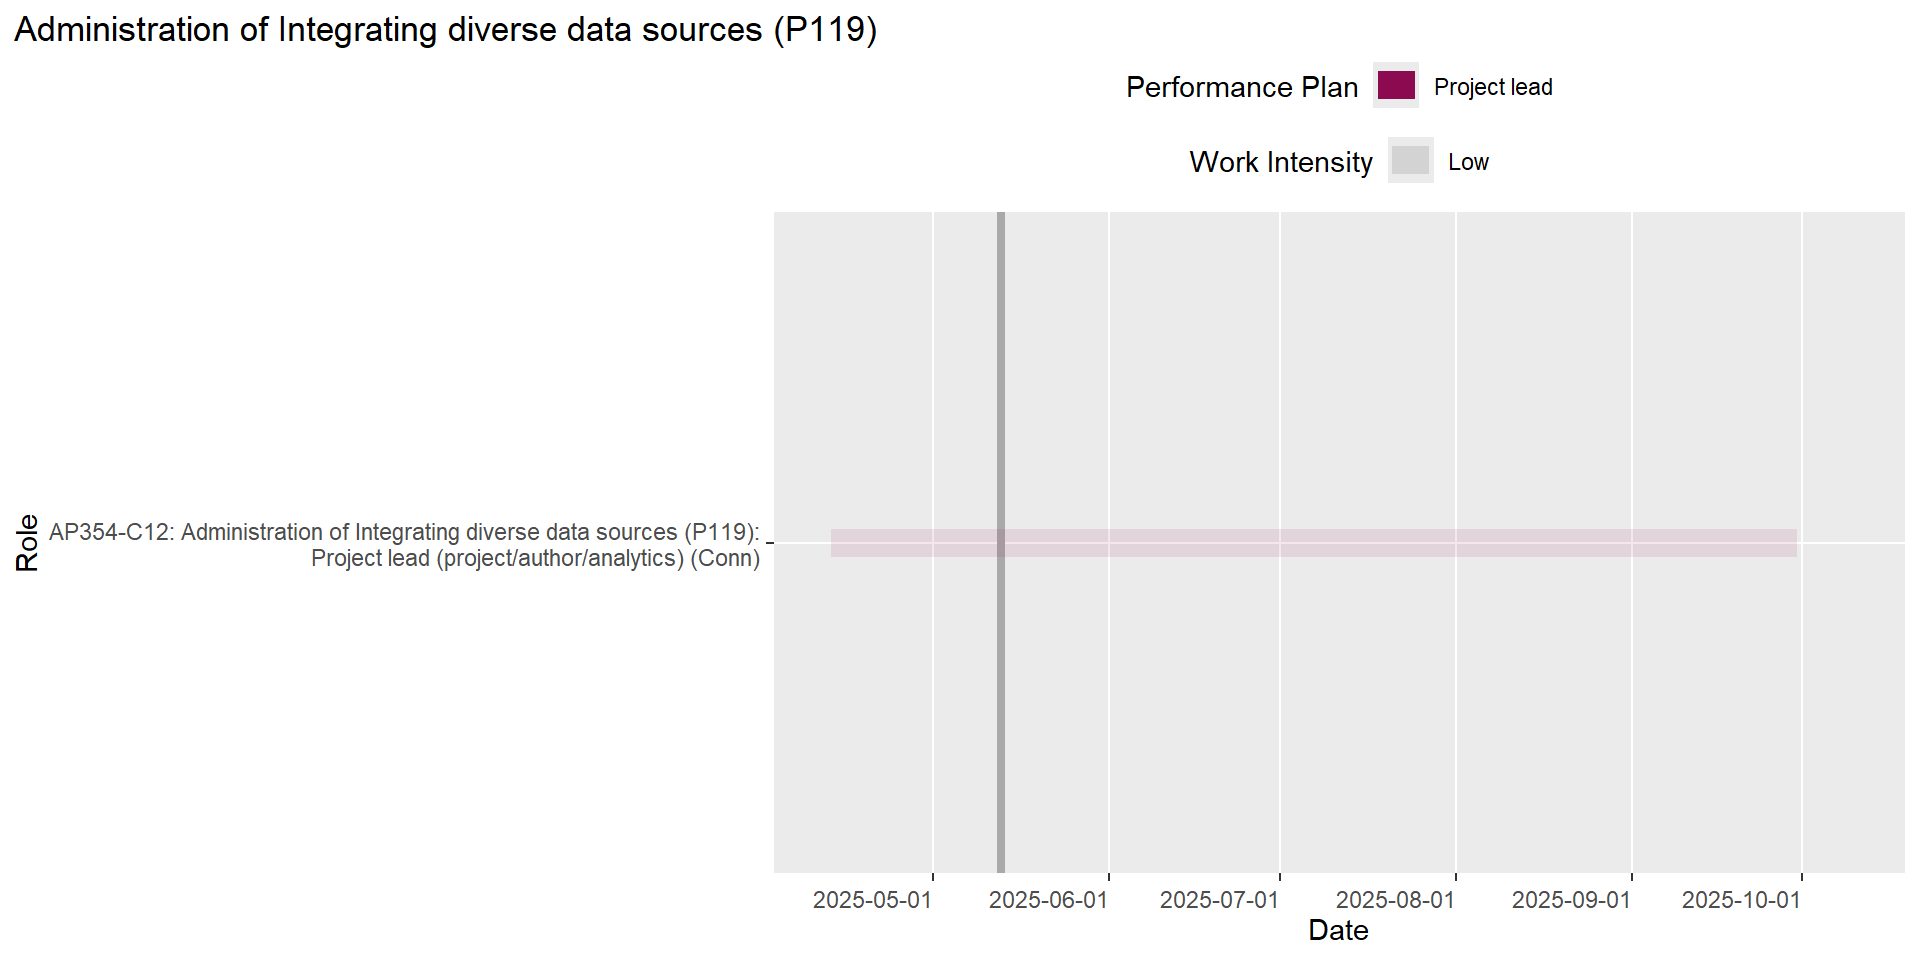 Administration of Integrating diverse data sources (P119)
Performance Plan
Project lead
Work Intensity
Low
Role
AP354-C12: Administration of Integrating diverse data sources (P119):
Project lead (project/author/analytics) (Conn)
2025-05-01
2025-06-01
2025-07-01
2025-08-01
2025-09-01
2025-10-01
Date